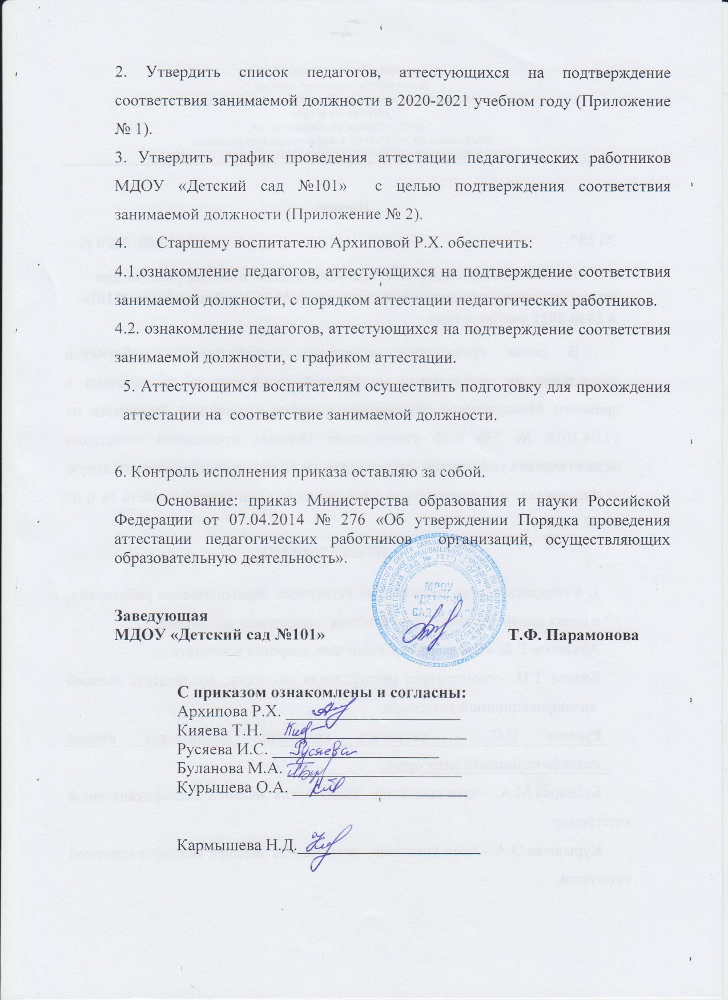 2. Утвердить список педагогов, аттестующихся на подтверждение
соответствия занимаемой должности в 2020-2021 учебном году (Приложение
№ 1).
3. Утвердить график проведения аттестации педагогических работников
МДОУ «Детский сад №101» с целью подтверждения соответствия
занимаемой должности (Приложение № 2).
4. Старшему воспитателю Архиповой Р.Х. обеспечить:
4.1.ознакомление педагогов, аттестующихся на подтверждение соответствия
занимаемой должности, с порядком аттестации педагогических работников.
4.2. ознакомление педагогов, аттестующихся на подтверждение соответствия
занимаемой должности, с графиком аттестации.
5. Аттестующимся воспитателям осуществить подготовку для прохождения
аттестации на соответствие занимаемой должности.
6. Контроль исполнения приказа оставляю за собой.
Основание: приказ Министерства образования и науки Российской
Федерации от 07.04.2014 № 276 «Об утверждении Порядка проведения
аттестации педагогических работников организаций, осуществляющих
образовательную деятельность».
МДОУ
"ДЕТСКИЙ
САД № 101"
Заведующая
МДОУ «Детский сад №101» Т.Ф. Парамонова
С приказом ознакомлены и согласны:
Архипова Р.Х.
Кияева Т.Н.
Русяева И.С. Русяева
Буланова М.А.
Курышева О.А.
Кармышева Н.Д.